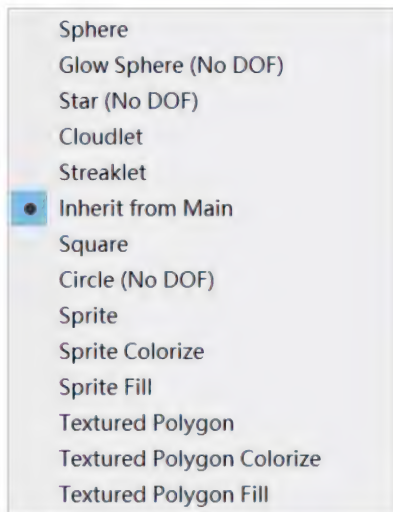 Sphere
Glow Sphere (No DOF)
Star (No DOF)
Cloudlet
Streaklet
Inherit from Main
Square
Circle (No DOF)
Sprite
Sprite Colorize
Sprite Fill
Textured Polygon
Textured Polygon Colorize
Textured Polygon Fill